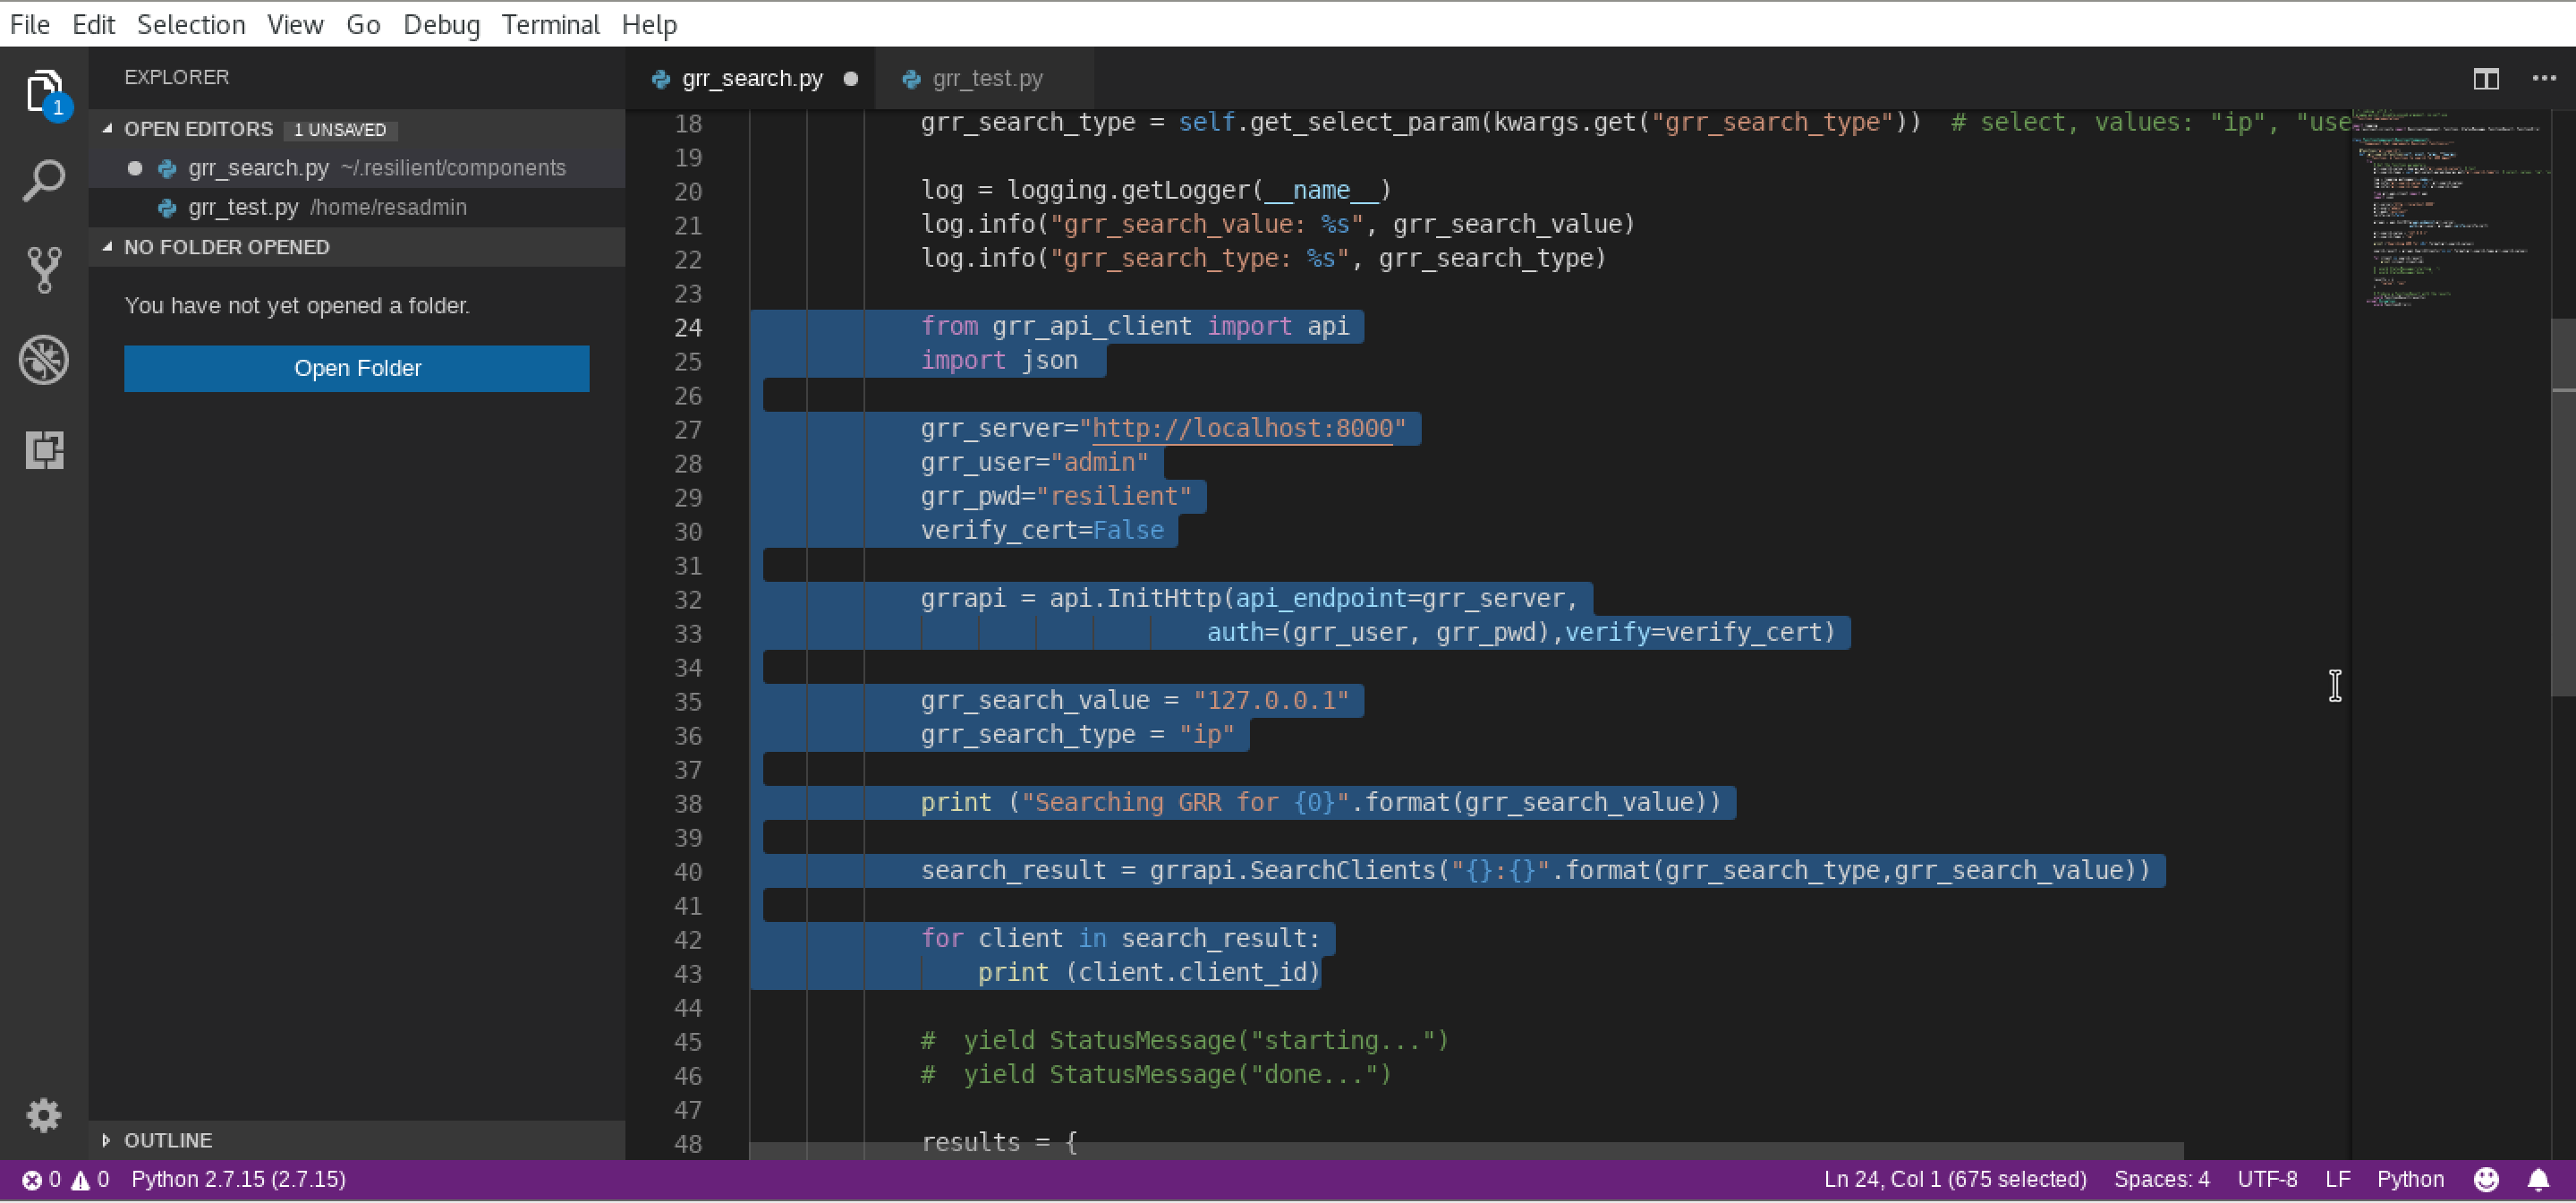 File Edit Selection View Go Debug Terminal Help
EXPLORER
1
OPEN EDITORS 1 UNSAVED
grr_search.py ~/.resilient/components
grr_test.py /home/resadmin
NO FOLDER OPENED
You have not yet opened a folder.
Open Folder
OUTLINE
grr_search.py grr_test.py
18 grr_search_type = self.get_select_param(kwargs.get("grr_search_type"))  # select, values: "ip", "use
19
20 log = logging.getLogger(__name__)
21 log.info("grr_search_value: %s", grr_search_value)
22 log.info("grr_search_type: %s", grr_search_type)
23
24 from grr_api_client import api
25 import json
26
27 grr_server="http://localhost:8000"
28 grr_user="admin"
29 grr_pwd="resilient"
30 verify_cert=False
31
32 grrapi = api.InitHttp(api_endpoint=grr_server,
33 auth=(grr_user, grr_pwd),verify=verify_cert)
34
35 grr_search_value = "127.0.0.1"
36 grr_search_type = "ip"
37
38 print ("Searching GRR for {0}".format(grr_search_value))
39
40 search_result = grrapi.SearchClients("{}:{}".format(grr_search_type,grr_search_value))
41
42 for client in search_result:
43 print (client.client_id)
44
45 #  yield StatusMessage("starting...")
46 #  yield StatusMessage("done...")
47
48 results = {
0 0 Python 2.7.15 (2.7.15) Ln 24, Col 1 (675 selected) Spaces: 4 UTF-8 LF Python